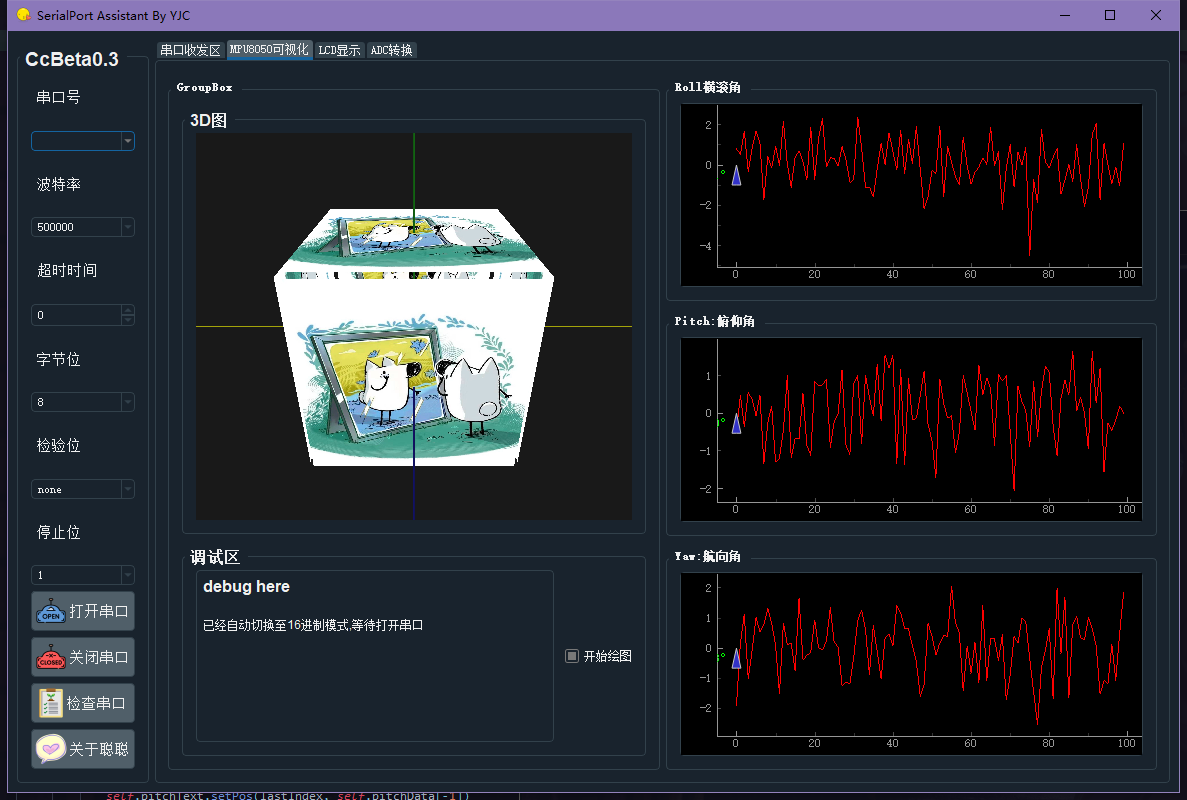 SerialPort Assistant By YJC
CcBeta0.3
串口号
波特率
500000
超时时间
0
字节位
8
检验位
none
停止位
1
OPEN 打开串口
CLOSED 关闭串口
检查串口
关于聪聪
串口收发区 MPU8050可视化 LCD显示 ADC转换
GroupBox
3D图
调试区
debug here
已经自动切换至16进制模式,等待打开串口
开始绘图
Roll横滚角
2
0
-2
-4
0 20 40 60 80 100
Pitch:俯仰角
1
0
-1
-2
0 20 40 60 80 100
Yaw:航向角
2
1
0
-1
-2
0 20 40 60 80 100
self.pitchText.setPos(lastIndex, self.pitchData[-1])